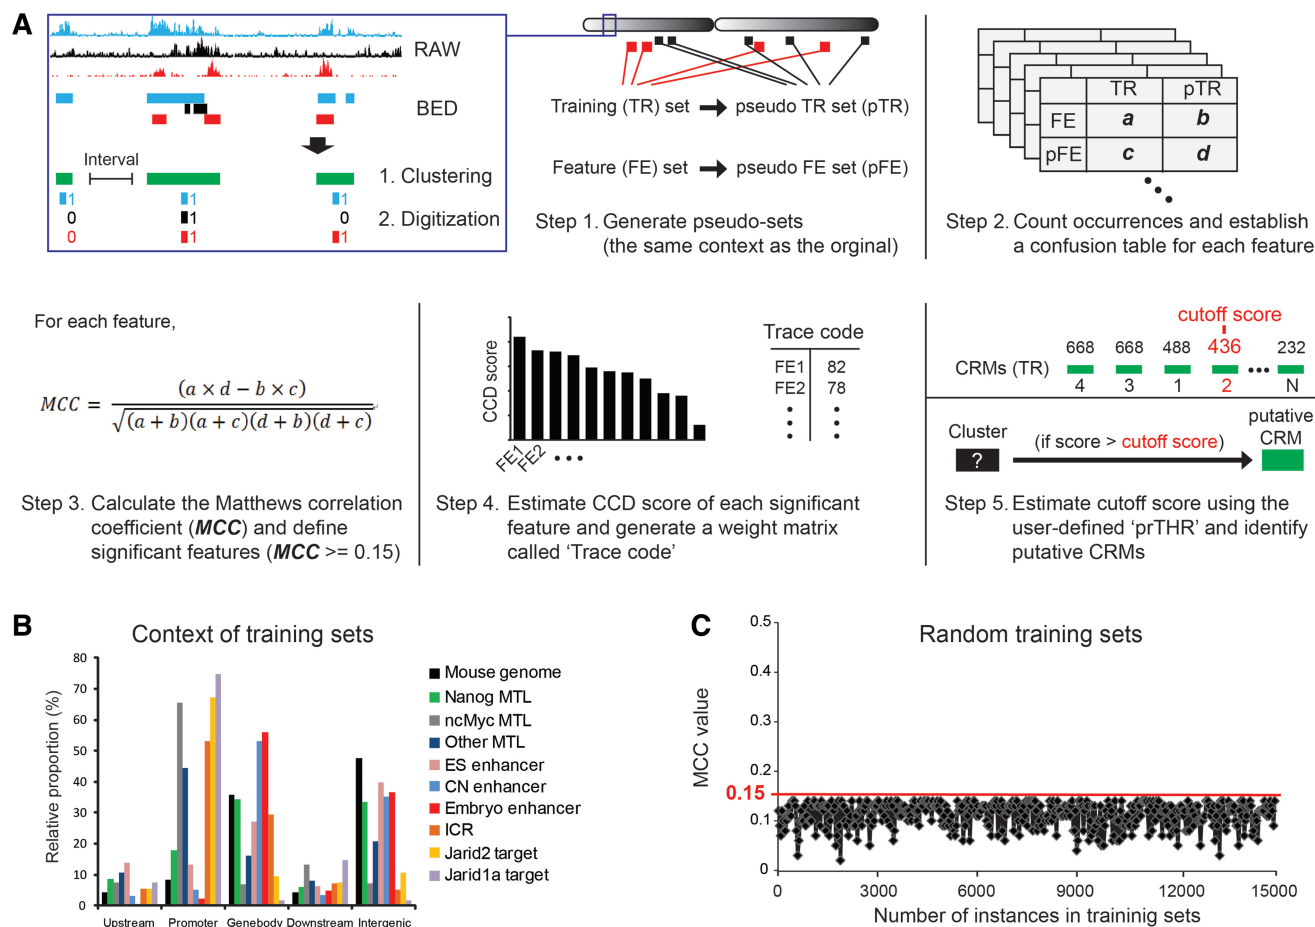 A
RAW
BED
Interval
1. Clustering
1 1 1
0 1 0
2. Digitization
0 1 1
Training (TR) set pseudo TR set (pTR)
Feature (FE) set pseudo FE set (pFE)
Step 1. Generate pseudo-sets
(the same context as the orginal)
TR pTR
FE a b
pFE c d
Step 2. Count occurrences and establish
a confusion table for each feature
For each feature,
MCC = (a × d − b × c)
√(a + b)(a + c)(d + b)(d + c)
Step 3. Calculate the Matthews correlation
coefficient (MCC) and define
significant features (MCC >= 0.15)
CCD score
FE1 FE2
Trace code
FE1 82
FE2 78
Step 4. Estimate CCD score of each significant
feature and generate a weight matrix
called ‘Trace code’
cutoff score
668 668 488 436 232
CRMs (TR)
4 3 1 2 N
putative
CRM
Cluster
?
(if score > cutoff score)
Step 5. Estimate cutoff score using the
user-defined ‘prTHR’ and identify
putative CRMs
B
Context of training sets
Relative proportion (%)
80
70
60
50
40
30
20
10
0
Upstream Promoter Genebody Downstream Intergenic
Mouse genome
Nanog MTL
ncMyc MTL
Other MTL
ES enhancer
CN enhancer
Embryo enhancer
ICR
Jarid2 target
Jarid1a target
C
Random training sets
MCC value
0.5
0.4
0.3
0.2
0.15
0.1
0
0 3000 6000 9000 12000 15000
Number of instances in traininig sets